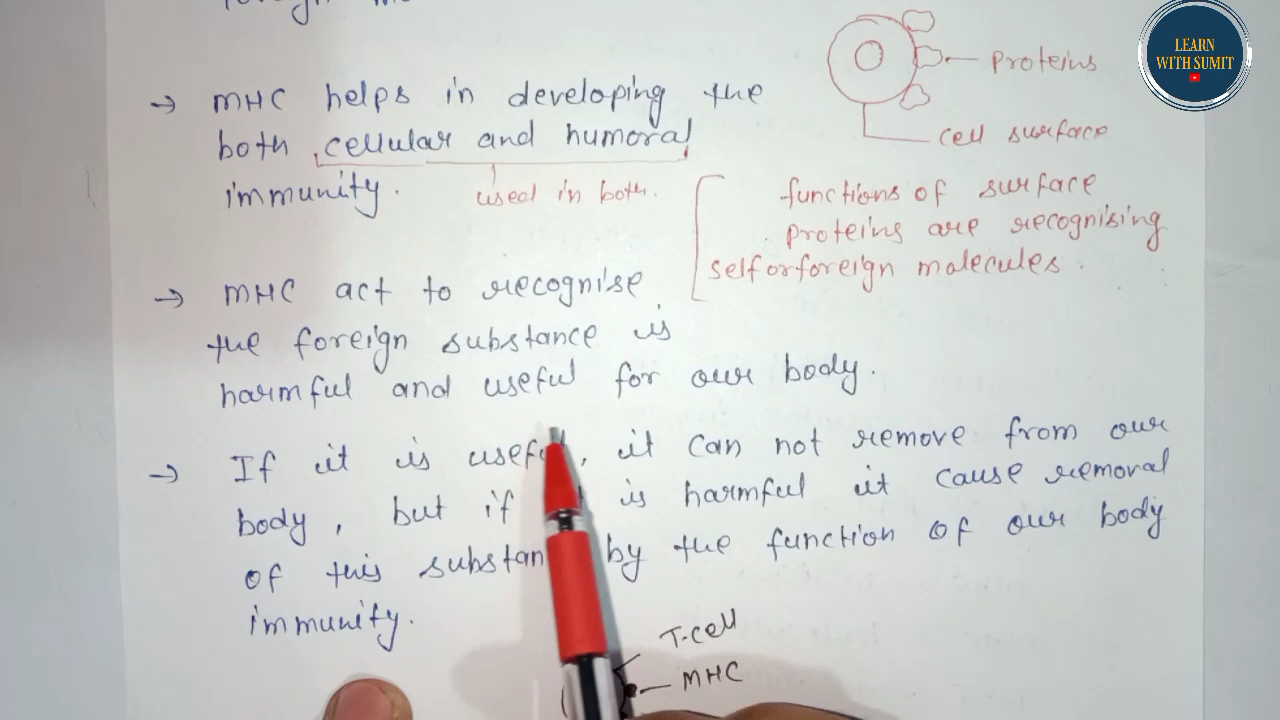 LEARN
WITH SUMIT
→ MHC helps in developing the
both cellular and humoral
immunity.
used in both.
proteins
cell surface
functions of surface
proteins are recognising
self or foreign molecules.
→ MHC act to recognise
the foreign substance is
harmful and useful for our body.
→ If it is useful, it can not remove from our
body, but if is harmful it cause removal
of this substan by the function of our body
immunity.
T-cell
MHC